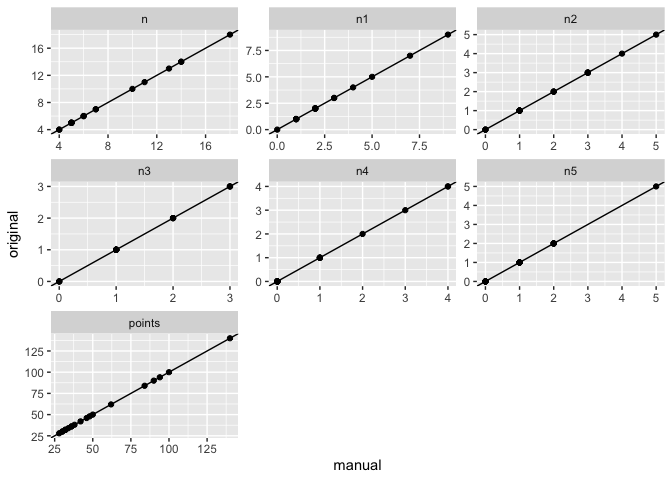 n n1 n2
16 12 8 4
4 8 12 16
7.5 5.0 2.5 0.0
0.0 2.5 5.0 7.5
5 4 3 2 1 0
0 1 2 3 4 5
n3 n4 n5
3 2 1 0
0 1 2 3
4 3 2 1 0
0 1 2 3 4
5 4 3 2 1 0
0 1 2 3 4 5
original
points
125 100 75 50 25
25 50 75 100 125
manual